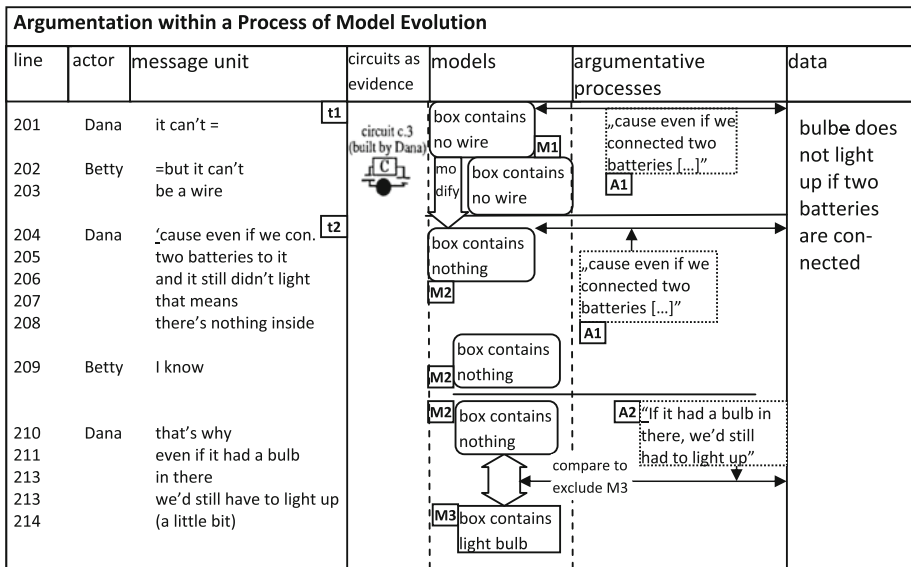 Argumentation within a Process of Model Evolution
line actor message unit circuits as evidence models argumentative processes data
t1
201 Dana it can't =
202 Betty =but it can't
203 be a wire
circuit c.3
(built by Dana)
C
box contains
no wire
M1
mo
dify
box contains
no wire
„cause even if we
connected two
batteries [...]"
A1
bulbe does
not light
up if two
batteries
are con-
nected
t2
204 Dana 'cause even if we con.
205 two batteries to it
206 and it still didn't light
207 that means
208 there's nothing inside
box contains
nothing
M2
„cause even if we
connected two
batteries [...]"
A1
209 Betty I know
box contains
M2 nothing
210 Dana that's why
211 even if it had a bulb
213 in there
213 we'd still have to light up
214 (a little bit)
M2 box contains
nothing
A2 "If it had a bulb in
there, we'd still
had to light up"
compare to
exclude M3
M3 box contains
light bulb